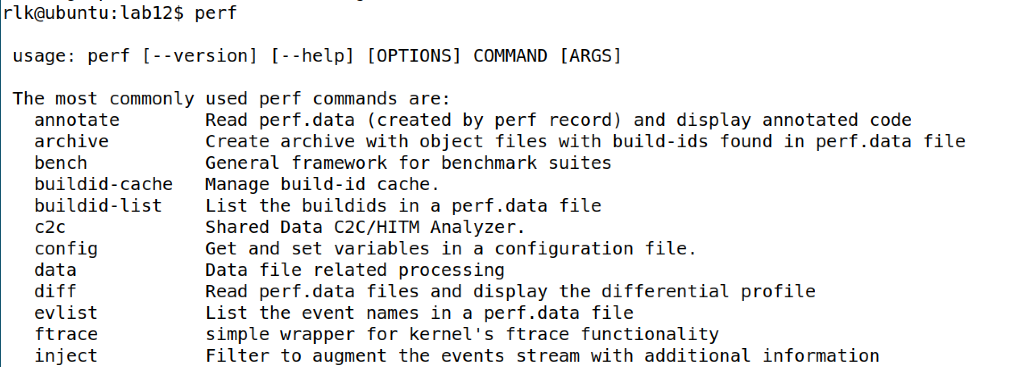 rlk@ubuntu:lab12$ perf
usage: perf [--version] [--help] [OPTIONS] COMMAND [ARGS]
The most commonly used perf commands are:
annotate        Read perf.data (created by perf record) and display annotated code
archive         Create archive with object files with build-ids found in perf.data file
bench           General framework for benchmark suites
buildid-cache   Manage build-id cache.
buildid-list    List the buildids in a perf.data file
c2c             Shared Data C2C/HITM Analyzer.
config          Get and set variables in a configuration file.
data            Data file related processing
diff            Read perf.data files and display the differential profile
evlist          List the event names in a perf.data file
ftrace          simple wrapper for kernel's ftrace functionality
inject          Filter to augment the events stream with additional information